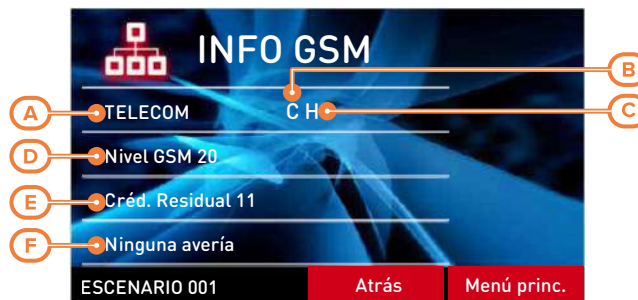 INFO GSM
B
A TELECOM C H C
D Nivel GSM 20
E Créd. Residual 11
F Ninguna avería
ESCENARIO 001 Atrás Menú princ.